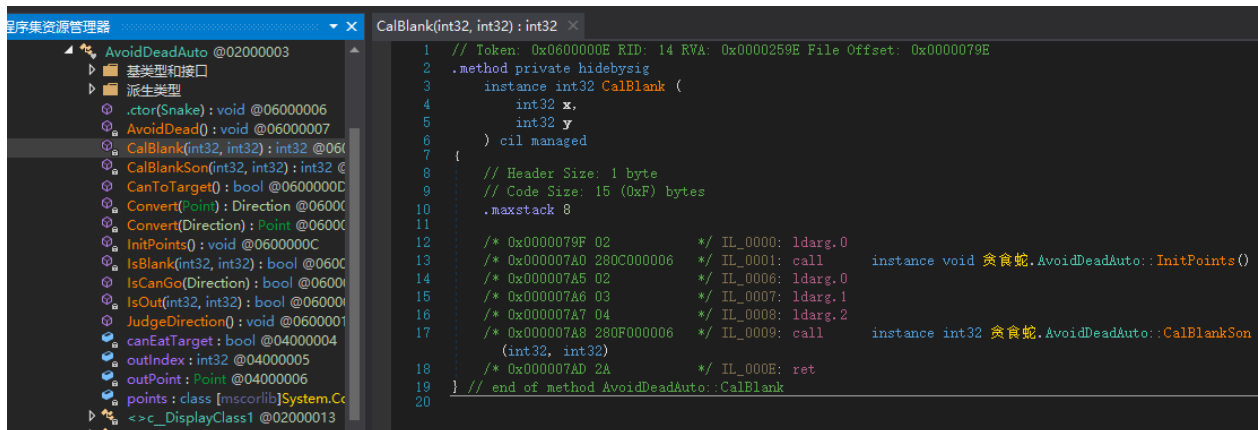 程序集资源管理器
AvoidDeadAuto @02000003
基类型和接口
派生类型
.ctor(Snake) : void @06000006
AvoidDead() : void @06000007
CalBlank(int32, int32) : int32 @060
CalBlankSon(int32, int32) : int32 @
CanToTarget() : bool @0600000D
Convert(Point) : Direction @06000
Convert(Direction) : Point @06000
InitPoints() : void @0600000C
IsBlank(int32, int32) : bool @0600
IsCanGo(Direction) : bool @06000
IsOut(int32, int32) : bool @06000
JudgeDirection() : void @0600001
canEatTarget : bool @04000004
outIndex : int32 @04000005
outPoint : Point @04000006
points : class [mscorlib]System.Co
<>c__DisplayClass1 @02000013
CalBlank(int32, int32) : int32
1 // Token: 0x0600000E RID: 14 RVA: 0x0000259E File Offset: 0x0000079E
2 .method private hidebysig
3 instance int32 CalBlank (
4 int32 x,
5 int32 y
6 ) cil managed
7 {
8 // Header Size: 1 byte
9 // Code Size: 15 (0xF) bytes
10 .maxstack 8
11
12 /* 0x0000079F 02 */ IL_0000: ldarg.0
13 /* 0x000007A0 280C000006 */ IL_0001: call instance void 贪食蛇.AvoidDeadAuto::InitPoints()
14 /* 0x000007A5 02 */ IL_0006: ldarg.0
15 /* 0x000007A6 03 */ IL_0007: ldarg.1
16 /* 0x000007A7 04 */ IL_0008: ldarg.2
17 /* 0x000007A8 280F000006 */ IL_0009: call instance int32 贪食蛇.AvoidDeadAuto::CalBlankSon
(int32, int32)
18 /* 0x000007AD 2A */ IL_000E: ret
19 } // end of method AvoidDeadAuto::CalBlank
20